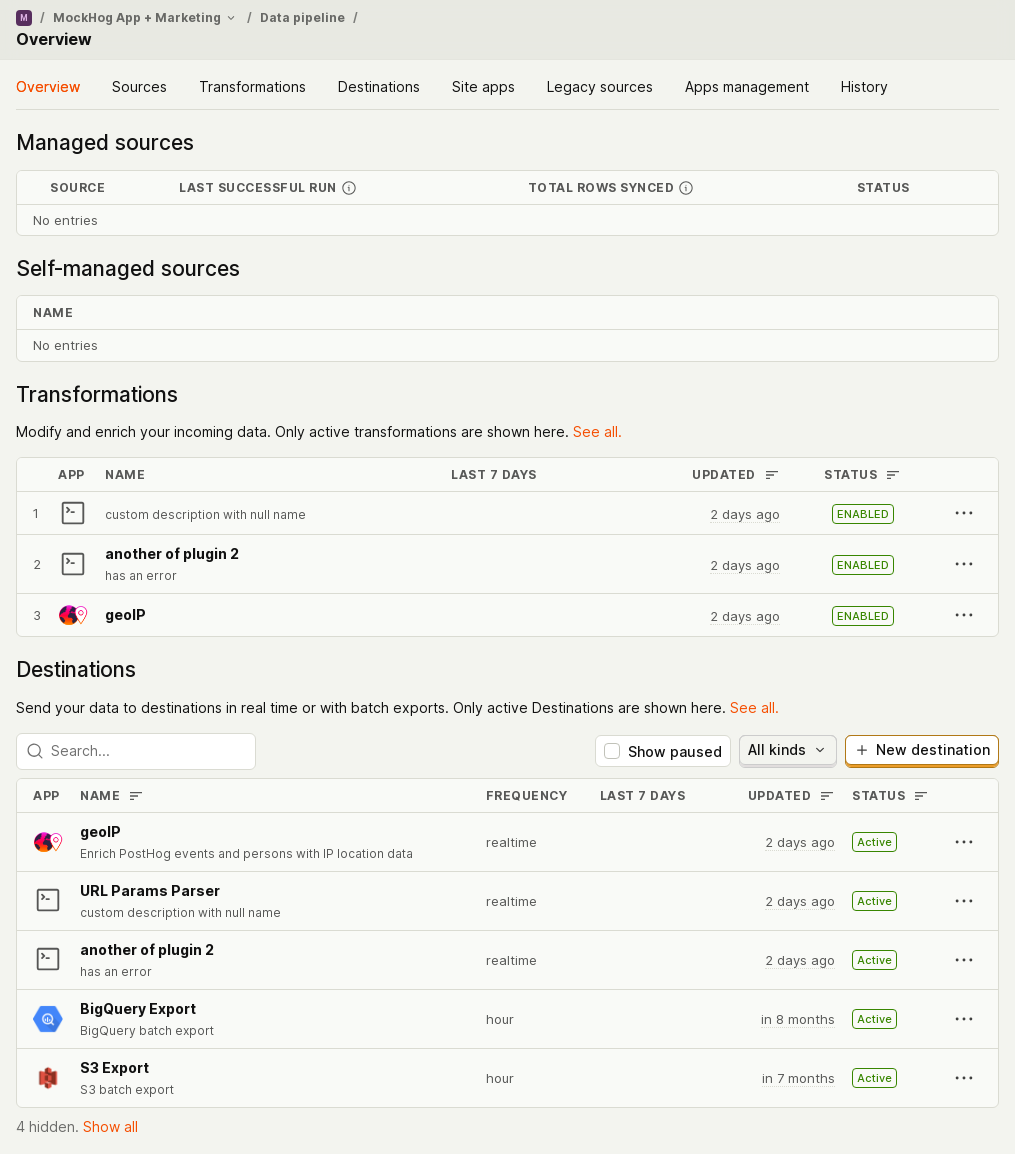 M / MockHog App + Marketing / Data pipeline /
Overview
Overview Sources Transformations Destinations Site apps Legacy sources Apps management History
Managed sources
SOURCE LAST SUCCESSFUL RUN TOTAL ROWS SYNCED STATUS
No entries
Self-managed sources
NAME
No entries
Transformations
Modify and enrich your incoming data. Only active transformations are shown here. See all.
APP NAME LAST 7 DAYS UPDATED STATUS
1 custom description with null name 2 days ago ENABLED
another of plugin 2
2 has an error 2 days ago ENABLED
3 geoIP 2 days ago ENABLED
Destinations
Send your data to destinations in real time or with batch exports. Only active Destinations are shown here. See all.
Search... Show paused All kinds New destination
APP NAME FREQUENCY LAST 7 DAYS UPDATED STATUS
geoIP
Enrich PostHog events and persons with IP location data realtime 2 days ago Active
URL Params Parser
custom description with null name realtime 2 days ago Active
another of plugin 2
has an error realtime 2 days ago Active
BigQuery Export
BigQuery batch export hour in 8 months Active
S3 Export
S3 batch export hour in 7 months Active
4 hidden. Show all